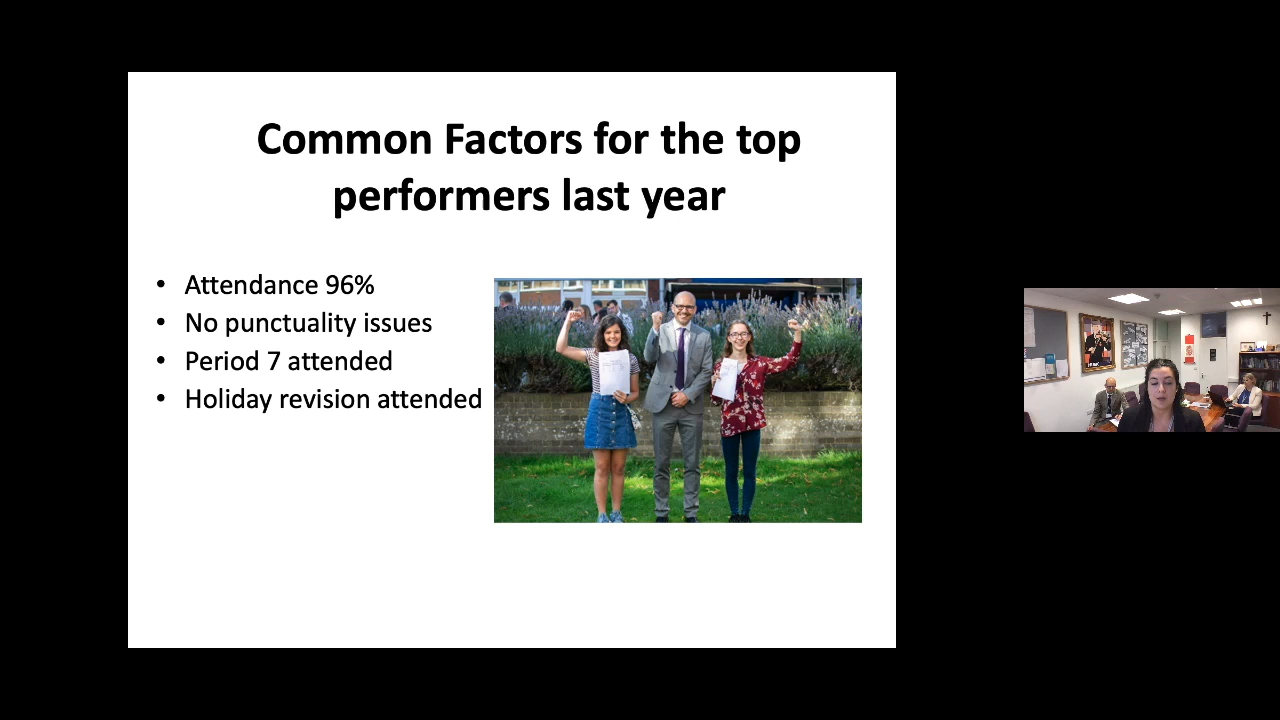 Common Factors for the top
performers last year
• Attendance 96%
• No punctuality issues
• Period 7 attended
• Holiday revision attended